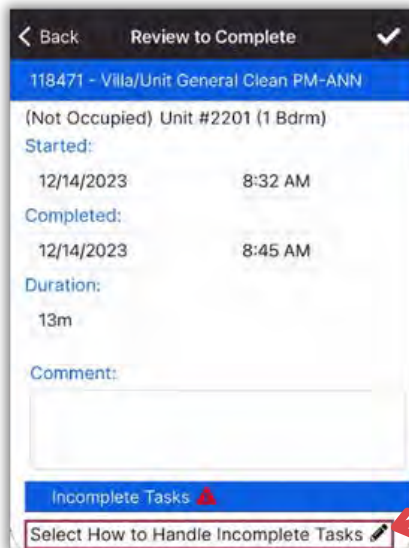 Back Review to Complete
118471 - Villa/Unit General Clean PM-ANN
(Not Occupied) Unit #2201 (1 Bdrm)
Started:
12/14/2023 8:32 AM
Completed:
12/14/2023 8:45 AM
Duration:
13m
Comment:
Incomplete Tasks
Select How to Handle Incomplete Tasks